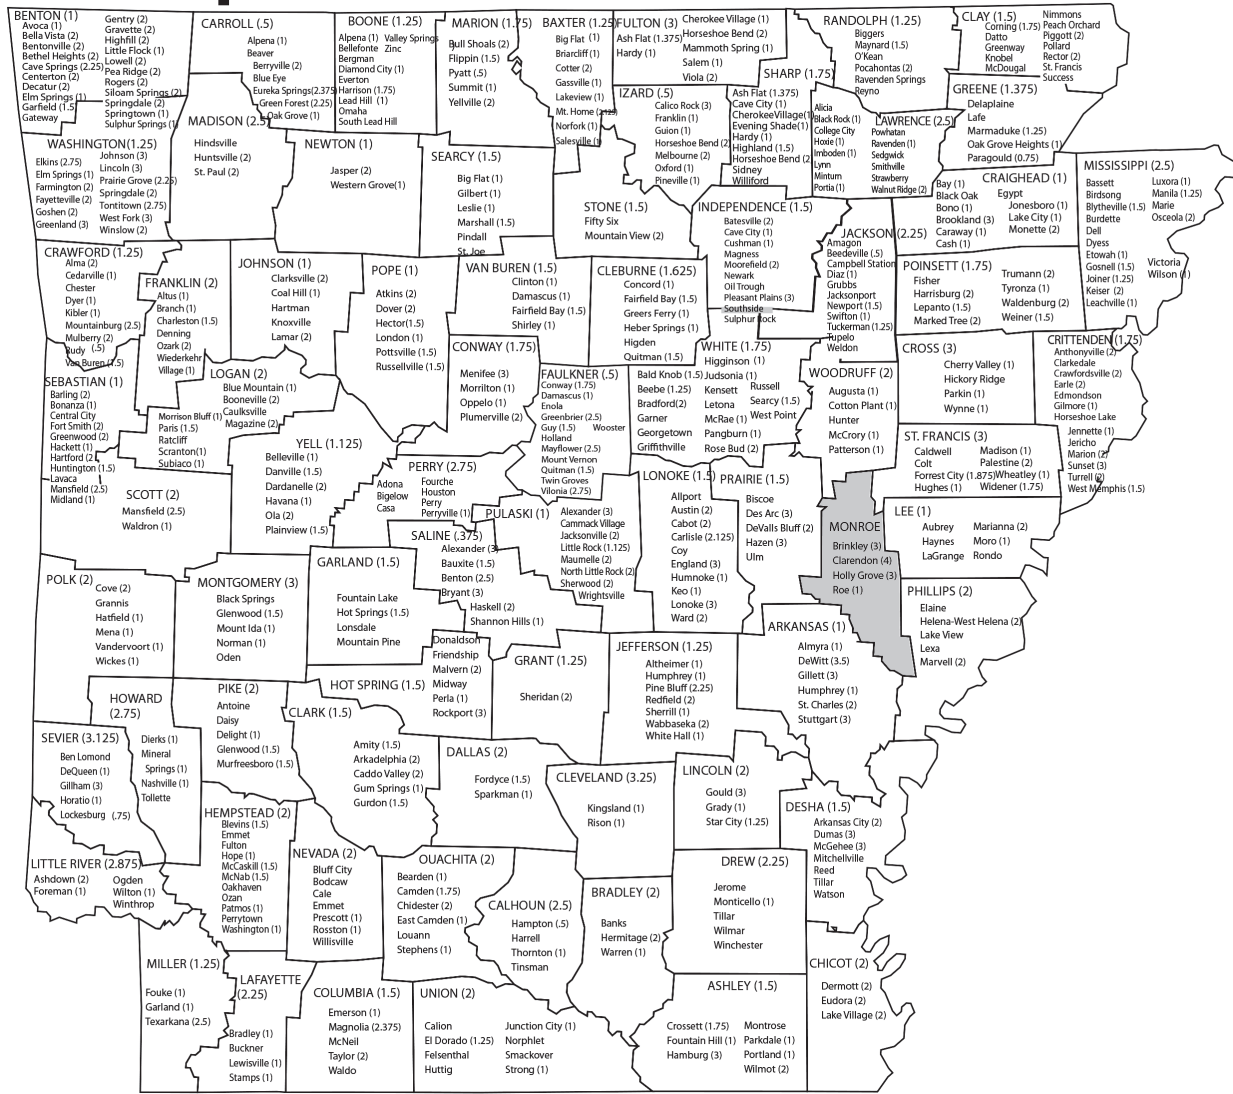 BENTON (1)
Avoca (1)
Bella Vista (2)
Bentonville (2)
Bethel Heights (2)
Cave Springs (2.25)
Centerton (2)
Decatur (2)
Elm Springs (1)
Garfield (1.5)
Gateway
Gentry (2)
Gravette (2)
Highfill (2)
Little Flock (1)
Lowell (2)
Pea Ridge (2)
Rogers (2)
Siloam Springs (2)
Springdale (2)
Springtown (1)
Sulphur Springs (1)
CARROLL (.5)
Alpena (1)
Beaver
Berryville (2)
Blue Eye
Eureka Springs(2.375)
Green Forest (2.25)
Oak Grove (1)
BOONE (1.25)
Alpena (1)
Bellefonte
Bergman
Diamond City (1)
Everton
Harrison (1.75)
Lead Hill (1)
Omaha
South Lead Hill
Valley Springs
Zinc
MARION (1.75)
Bull Shoals (2)
Flippin (1.5)
Pyatt (.5)
Summit (1)
Yellville (2)
BAXTER (1.25)
Big Flat (1)
Briarcliff (1)
Cotter (2)
Gassville (1)
Lakeview (1)
Mt. Home (2.125)
Norfork (1)
Salesville (1)
FULTON (3)
Ash Flat (1.375)
Hardy (1)
Cherokee Village (1)
Horseshoe Bend (2)
Mammoth Spring (1)
Salem (1)
Viola (2)
SHARP (1.75)
Ash Flat (1.375)
Cave City (1)
CherokeeVillage(1)
Evening Shade(1)
Hardy (1)
Highland (1.5)
Horseshoe Bend (2)
Sidney
Williford
RANDOLPH (1.25)
Biggers
Maynard (1.5)
O'Kean
Pocahontas (2)
Ravenden Springs
Reyno
CLAY (1.5)
Corning (1.75)
Datto
Greenway
Knobel
McDougal
Nimmons
Peach Orchard
Piggott (2)
Pollard
Rector (2)
St. Francis
Success
GREENE (1.375)
Delaplaine
Lafe
Marmaduke (1.25)
Oak Grove Heights (1)
Paragould (0.75)
IZARD (.5)
Calico Rock (3)
Franklin (1)
Guion (1)
Horseshoe Bend (2)
Melbourne (2)
Oxford (1)
Pineville (1)
LAWRENCE (2.5)
Alicia
Black Rock (1)
College City
Hoxie (1)
Imboden (1)
Lynn
Minturn
Portia (1)
Powhatan
Ravenden (1)
Sedgwick
Smithville
Strawberry
Walnut Ridge (2)
MADISON (2.5)
Hindsville
Huntsville (2)
St. Paul (2)
WASHINGTON(1.25)
Elkins (2.75)
Elm Springs (1)
Farmington (2)
Fayetteville (2)
Goshen (2)
Greenland (3)
Johnson (3)
Lincoln (3)
Prairie Grove (2.25)
Springdale (2)
Tontitown (2.75)
West Fork (3)
Winslow (2)
NEWTON (1)
Jasper (2)
Western Grove(1)
SEARCY (1.5)
Big Flat (1)
Gilbert (1)
Leslie (1)
Marshall (1.5)
Pindall
St. Joe
STONE (1.5)
Fifty Six
Mountain View (2)
INDEPENDENCE (1.5)
Batesville (2)
Cave City (1)
Cushman (1)
Magness
Moorefield (2)
Newark
Oil Trough
Pleasant Plains (3)
Southside
Sulphur Rock
JACKSON (2.25)
Amagon
Beedeville (.5)
Campbell Station
Diaz (1)
Grubbs
Jacksonport
Newport (1.5)
Swifton (1)
Tuckerman (1.25)
Tupelo
Weldon
CRAIGHEAD (1)
Bay (1)
Black Oak
Bono (1)
Brookland (3)
Caraway (1)
Cash (1)
Egypt
Jonesboro (1)
Lake City (1)
Monette (2)
MISSISSIPPI (2.5)
Bassett
Birdsong
Blytheville (1.5)
Burdette
Dell
Dyess
Etowah (1)
Gosnell (1.5)
Joiner (1.25)
Keiser (2)
Leachville (1)
Luxora (1)
Manila (1.25)
Marie
Osceola (2)
Victoria
Wilson (1)
POINSETT (1.75)
Fisher
Harrisburg (2)
Lepanto (1.5)
Marked Tree (2)
Trumann (2)
Tyronza (1)
Waldenburg (2)
Weiner (1.5)
CRAWFORD (1.25)
Alma (2)
Cedarville (1)
Chester
Dyer (1)
Kibler (1)
Mountainburg (2.5)
Mulberry (2)
Rudy (.5)
Van Buren (1.5)
FRANKLIN (2)
Altus (1)
Branch (1)
Charleston (1.5)
Denning
Ozark (2)
Wiederkehr
Village (1)
JOHNSON (1)
Clarksville (2)
Coal Hill (1)
Hartman
Knoxville
Lamar (2)
POPE (1)
Atkins (2)
Dover (2)
Hector(1.5)
London (1)
Pottsville (1.5)
Russellville (1.5)
VAN BUREN (1.5)
Clinton (1)
Damascus (1)
Fairfield Bay (1.5)
Shirley (1)
CLEBURNE (1.625)
Concord (1)
Fairfield Bay (1.5)
Greers Ferry (1)
Heber Springs (1)
Higden
Quitman (1.5)
CONWAY (1.75)
Menifee (3)
Morrilton (1)
Oppelo (1)
Plumerville (2)
FAULKNER (.5)
Conway (1.75)
Damascus (1)
Enola
Greenbrier (2.5)
Guy (1.5)
Holland
Mayflower (2.5)
Mount Vernon
Quitman (1.5)
Twin Groves
Vilonia (2.75)
Wooster
WHITE (1.75)
Bald Knob (1.5)
Beebe (1.25)
Bradford(2)
Garner
Georgetown
Griffithville
Higginson (1)
Judsonia (1)
Kensett
Letona
McRae (1)
Pangburn (1)
Rose Bud (2)
Russell
Searcy (1.5)
West Point
WOODRUFF (2)
Augusta (1)
Cotton Plant (1)
Hunter
McCrory (1)
Patterson (1)
CROSS (3)
Cherry Valley (1)
Hickory Ridge
Parkin (1)
Wynne (1)
CRITTENDEN (1.75)
Anthonyville (2)
Clarkedale
Crawfordsville (2)
Earle (2)
Edmondson
Gilmore (1)
Horseshoe Lake
Jennette (1)
Jericho
Marion (2)
Sunset (3)
Turrell (2)
West Memphis (1.5)
ST. FRANCIS (3)
Caldwell
Colt
Forrest City (1.875)
Hughes (1)
Madison (1)
Palestine (2)
Wheatley (1)
Widener (1.75)
SEBASTIAN (1)
Barling (2)
Bonanza (1)
Central City
Fort Smith (2)
Greenwood (2)
Hackett (1)
Hartford (2)
Huntington (1.5)
Lavaca
Mansfield (2.5)
Midland (1)
LOGAN (2)
Blue Mountain (1)
Booneville (2)
Caulksville
Magazine (2)
Morrison Bluff (1)
Paris (1.5)
Ratcliff
Scranton(1)
Subiaco (1)
YELL (1.125)
Belleville (1)
Danville (1.5)
Dardanelle (2)
Havana (1)
Ola (2)
Plainview (1.5)
PERRY (2.75)
Adona
Bigelow
Casa
Fourche
Houston
Perry
Perryville (1)
SCOTT (2)
Mansfield (2.5)
Waldron (1)
PULASKI (1)
Alexander (3)
Cammack Village
Jacksonville (2)
Little Rock (1.125)
Maumelle (2)
North Little Rock (2)
Sherwood (2)
Wrightsville
LONOKE (1.5)
Allport
Austin (2)
Cabot (2)
Carlisle (2.125)
Coy
England (3)
Humnoke (1)
Keo (1)
Lonoke (3)
Ward (2)
PRAIRIE (1.5)
Biscoe
Des Arc (3)
DeValls Bluff (2)
Hazen (3)
Ulm
MONROE
Brinkley (3)
Clarendon (4)
Holly Grove (3)
Roe (1)
LEE (1)
Aubrey
Haynes
LaGrange
Marianna (2)
Moro (1)
Rondo
PHILLIPS (2)
Elaine
Helena-West Helena (2)
Lake View
Lexa
Marvell (2)
POLK (2)
Cove (2)
Grannis
Hatfield (1)
Mena (1)
Vandervoort (1)
Wickes (1)
MONTGOMERY (3)
Black Springs
Glenwood (1.5)
Mount Ida (1)
Norman (1)
Oden
GARLAND (1.5)
Fountain Lake
Hot Springs (1.5)
Lonsdale
Mountain Pine
SALINE (.375)
Alexander (3)
Bauxite (1.5)
Benton (2.5)
Bryant (3)
Haskell (2)
Shannon Hills (1)
HOT SPRING (1.5)
Donaldson
Friendship
Malvern (2)
Midway
Perla (1)
Rockport (3)
GRANT (1.25)
Sheridan (2)
JEFFERSON (1.25)
Altheimer (1)
Humphrey (1)
Pine Bluff (2.25)
Redfield (2)
Sherrill (1)
Wabbaseka (2)
White Hall (1)
ARKANSAS (1)
Almyra (1)
DeWitt (3.5)
Gillett (3)
Humphrey (1)
St. Charles (2)
Stuttgart (3)
HOWARD
(2.75)
Dierks (1)
Mineral
Springs (1)
Nashville (1)
Tollette
PIKE (2)
Antoine
Daisy
Delight (1)
Glenwood (1.5)
Murfreesboro (1.5)
CLARK (1.5)
Amity (1.5)
Arkadelphia (2)
Caddo Valley (2)
Gum Springs (1)
Gurdon (1.5)
SEVIER (3.125)
Ben Lomond
DeQueen (1)
Gillham (3)
Horatio (1)
Lockesburg (.75)
DALLAS (2)
Fordyce (1.5)
Sparkman (1)
CLEVELAND (3.25)
Kingsland (1)
Rison (1)
LINCOLN (2)
Gould (3)
Grady (1)
Star City (1.25)
DESHA (1.5)
Arkansas City (2)
Dumas (3)
McGehee (3)
Mitchellville
Reed
Tillar
Watson
LITTLE RIVER (2.875)
Ashdown (2)
Foreman (1)
Ogden
Wilton (1)
Winthrop
HEMPSTEAD (2)
Blevins (1.5)
Emmet
Fulton
Hope (1)
McCaskill (1.5)
McNab (1.5)
Oakhaven
Ozan
Patmos (1)
Perrytown
Washington (1)
NEVADA (2)
Bluff City
Bodcaw
Cale
Emmet
Prescott (1)
Rosston (1)
Willisville
OUACHITA (2)
Bearden (1)
Camden (1.75)
Chidester (2)
East Camden (1)
Louann
Stephens (1)
CALHOUN (2.5)
Hampton (.5)
Harrell
Thornton (1)
Tinsman
BRADLEY (2)
Banks
Hermitage (2)
Warren (1)
DREW (2.25)
Jerome
Monticello (1)
Tillar
Wilmar
Winchester
MILLER (1.25)
Fouke (1)
Garland (1)
Texarkana (2.5)
LAFAYETTE
(2.25)
Bradley (1)
Buckner
Lewisville (1)
Stamps (1)
COLUMBIA (1.5)
Emerson (1)
Magnolia (2.375)
McNeil
Taylor (2)
Waldo
UNION (2)
Calion
El Dorado (1.25)
Felsenthal
Huttig
Junction City (1)
Norphlet
Smackover
Strong (1)
ASHLEY (1.5)
Crossett (1.75)
Fountain Hill (1)
Hamburg (3)
Montrose
Parkdale (1)
Portland (1)
Wilmot (2)
CHICOT (2)
Dermott (2)
Eudora (2)
Lake Village (2)